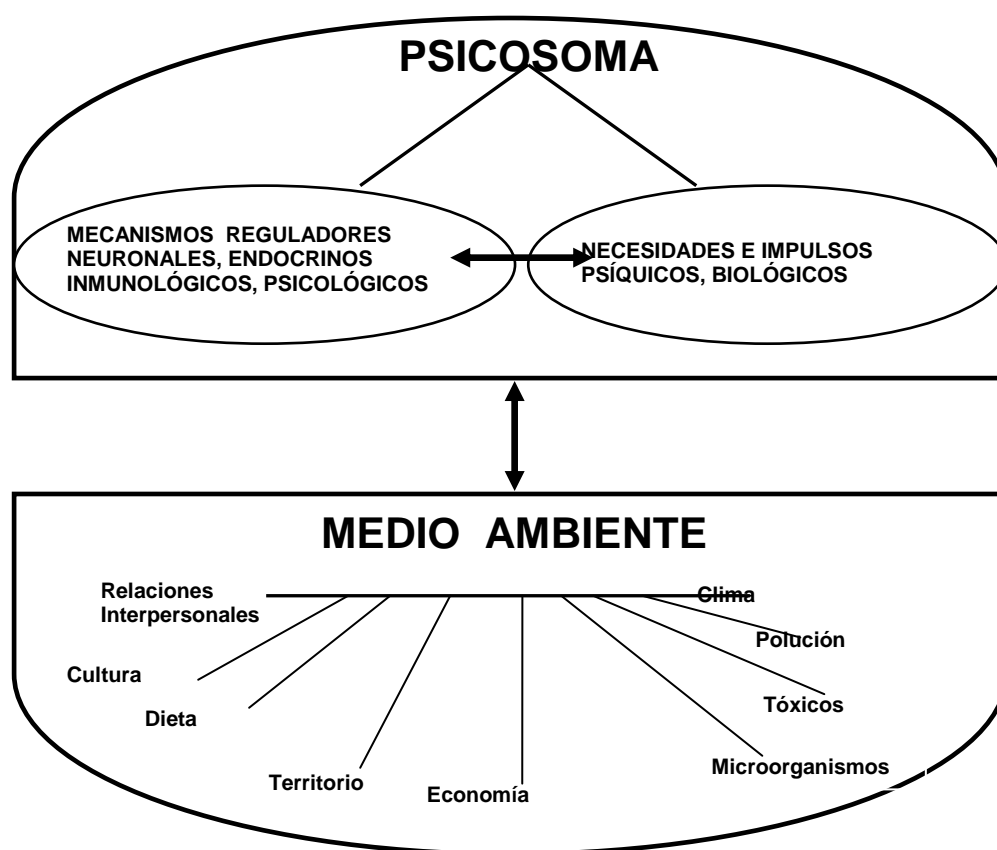 PSICOSOMA
MECANISMOS REGULADORES
NEURONALES, ENDOCRINOS
INMUNOLÓGICOS, PSICOLÓGICOS
NECESIDADES E IMPULSOS
PSÍQUICOS, BIOLÓGICOS
MEDIO AMBIENTE
Relaciones
Interpersonales
Clima
Polución
Cultura
Dieta
Tóxicos
Territorio
Economía
Microorganismos